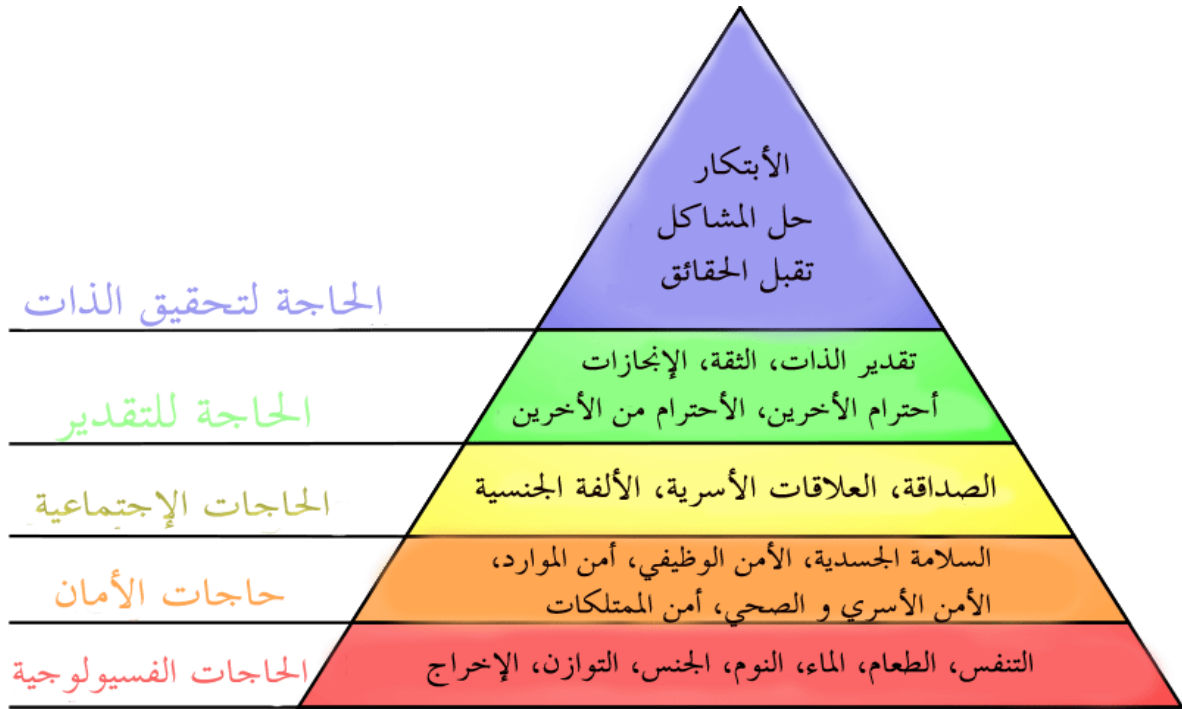 الأبتكار
حل المشاكل
تقبل الحقائق
الحاجة لتحقيق الذات
تقدير الذات، الثقة، الإنجازات
أحترام الأخرين، الأحترام من الأخرين
الحاجة للتقدير
الصداقة، العلاقات الأسرية، الألفة الجنسية
الحاجات الإجتماعية
السلامة الجسدية، الأمن الوظيفي، أمن الموارد،
الأمن الأسري و الصحي، أمن الممتلكات
حاجات الأمان
التنفس، الطعام، الماء، النوم، الجنس، التوازن، الإخراج
الحاجات الفسيولوجية